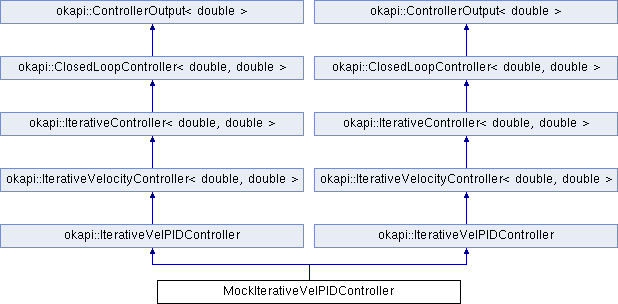 okapi::ControllerOutput< double >
okapi::ControllerOutput< double >
okapi::ClosedLoopController< double, double >
okapi::ClosedLoopController< double, double >
okapi::IterativeController< double, double >
okapi::IterativeController< double, double >
okapi::IterativeVelocityController< double, double >
okapi::IterativeVelocityController< double, double >
okapi::IterativeVelPIDController
okapi::IterativeVelPIDController
MockIterativeVelPIDController